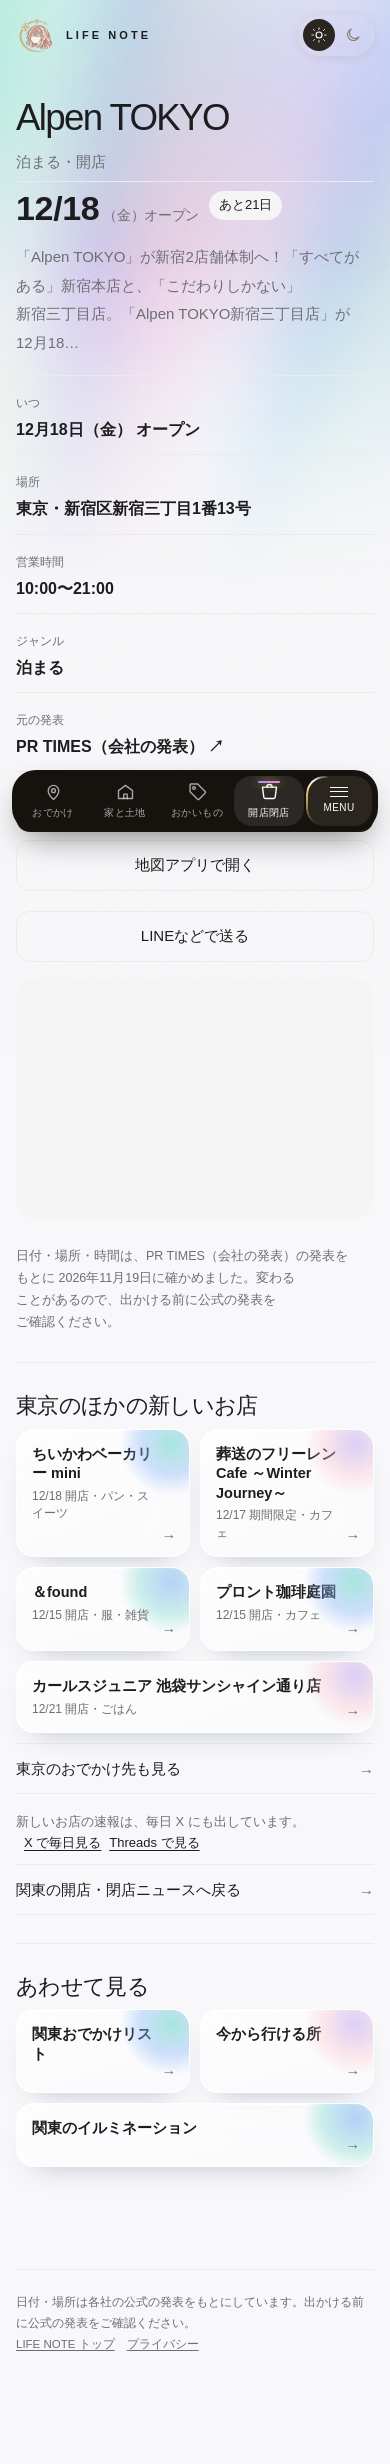 LIFE NOTE
Alpen TOKYO
泊まる・開店
12/18 （金）オープン あと21日
「Alpen TOKYO」が新宿2店舗体制へ！「すべてが
ある」新宿本店と、「こだわりしかない」
新宿三丁目店。「Alpen TOKYO新宿三丁目店」が
12月18…
いつ
12月18日（金） オープン
場所
東京・新宿区新宿三丁目1番13号
営業時間
10:00〜21:00
ジャンル
泊まる
元の発表
PR TIMES（会社の発表） ↗
おでかけ 家と土地 おかいもの 開店閉店 MENU
地図アプリで開く
LINEなどで送る
日付・場所・時間は、PR TIMES（会社の発表）の発表を
もとに 2026年11月19日に確かめました。変わる
ことがあるので、出かける前に公式の発表を
ご確認ください。
東京のほかの新しいお店
ちいかわベーカリ
ー mini
12/18 開店・パン・ス
イーツ
→
葬送のフリーレン
Cafe ～Winter
Journey～
12/17 期間限定・カフ
ェ
→
＆found
12/15 開店・服・雑貨
→
プロント珈琲庭園
12/15 開店・カフェ
→
カールスジュニア 池袋サンシャイン通り店
12/21 開店・ごはん
→
東京のおでかけ先も見る →
新しいお店の速報は、毎日 X にも出しています。
X で毎日見る Threads で見る
関東の開店・閉店ニュースへ戻る →
あわせて見る
関東おでかけリス
ト
→
今から行ける所
→
関東のイルミネーション
→
日付・場所は各社の公式の発表をもとにしています。出かける前
に公式の発表をご確認ください。
LIFE NOTE トップ プライバシー